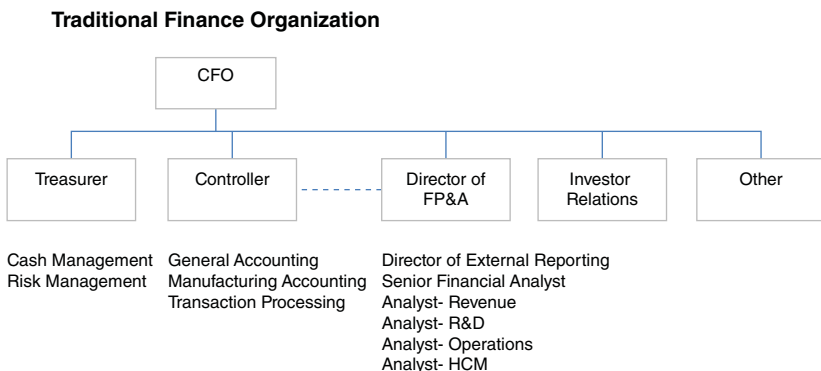 Traditional Finance Organization
CFO
Treasurer
Controller
Director of
FP&A
Investor
Relations
Other
Cash Management
Risk Management
General Accounting
Manufacturing Accounting
Transaction Processing
Director of External Reporting
Senior Financial Analyst
Analyst- Revenue
Analyst- R&D
Analyst- Operations
Analyst- HCM